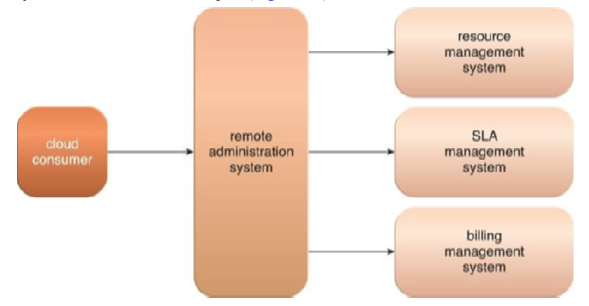 cloud
consumer
remote
administration
system
resource
management
system
SLA
management
system
billing
management
system